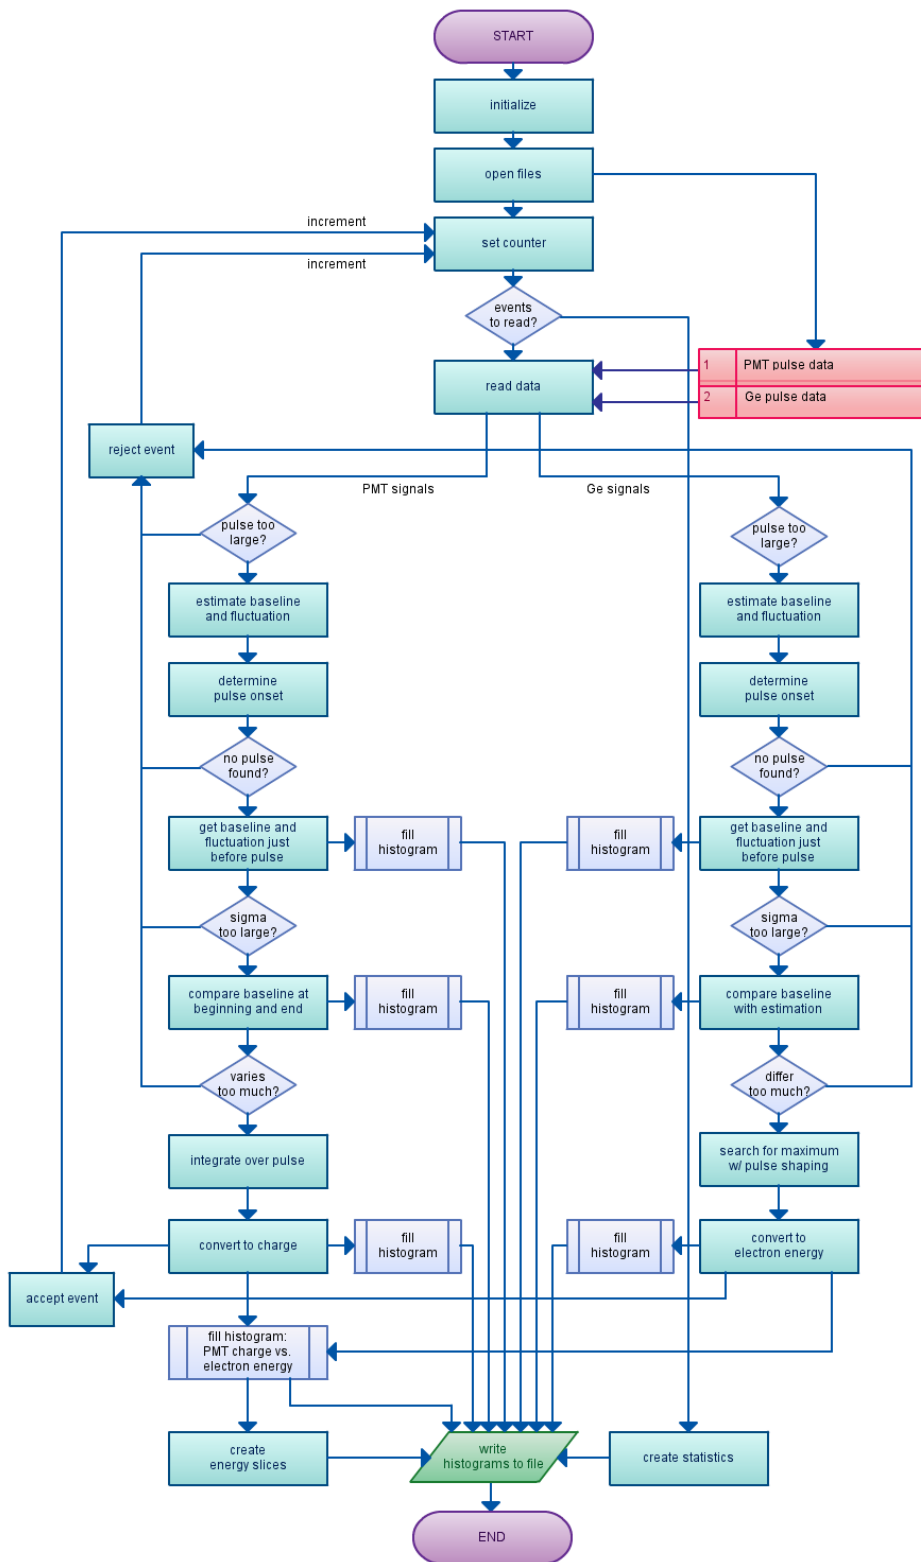 START
initialize
open files
increment
set counter
increment
events
to read?
1 PMT pulse data
read data
2 Ge pulse data
reject event
PMT signals
Ge signals
pulse too
large?
pulse too
large?
estimate baseline
and fluctuation
estimate baseline
and fluctuation
determine
pulse onset
determine
pulse onset
no pulse
found?
no pulse
found?
get baseline and
fluctuation just
before pulse
fill
histogram
fill
histogram
get baseline and
fluctuation just
before pulse
sigma
too large?
sigma
too large?
compare baseline at
beginning and end
fill
histogram
fill
histogram
compare baseline
with estimation
varies
too much?
differ
too much?
integrate over pulse
search for maximum
w/ pulse shaping
convert to charge
fill
histogram
fill
histogram
convert to
electron energy
accept event
fill histogram:
PMT charge vs.
electron energy
create
energy slices
write
histograms to file
create statistics
END